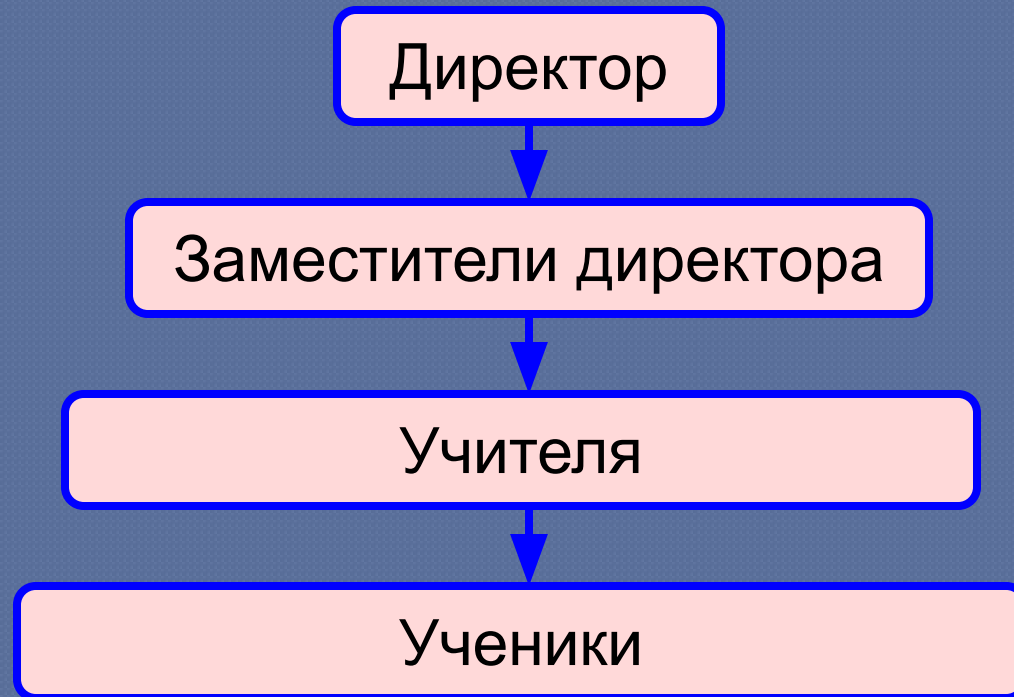 Директор
Заместители директора
Учителя
Ученики